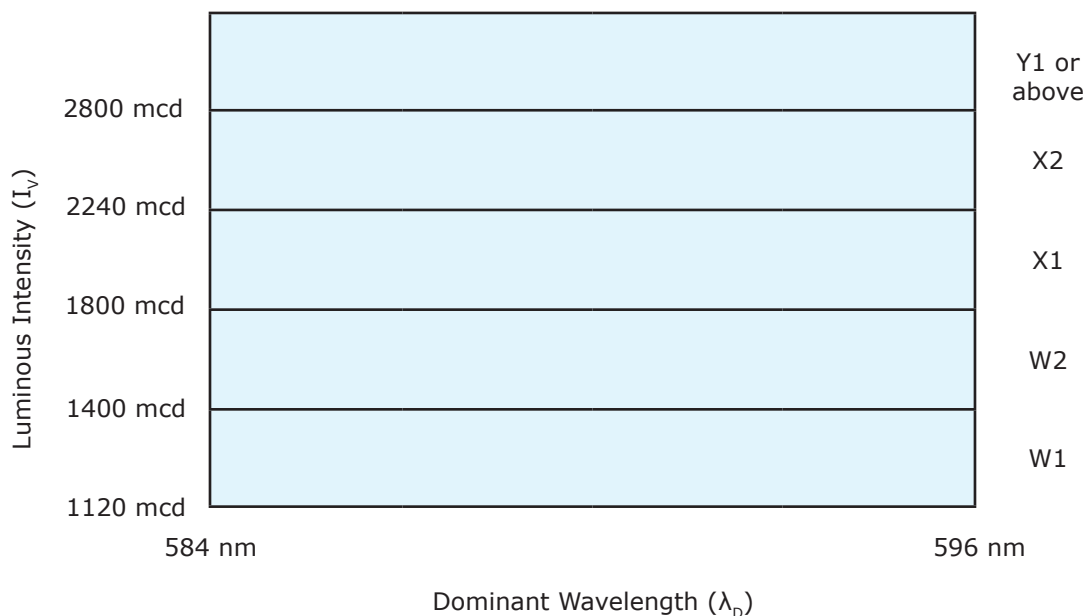 Y1 or
above
2800 mcd
X2
2240 mcd
X1
1800 mcd
W2
1400 mcd
W1
1120 mcd
Luminous Intensity (Iᵥ)
584 nm
596 nm
Dominant Wavelength (λD)